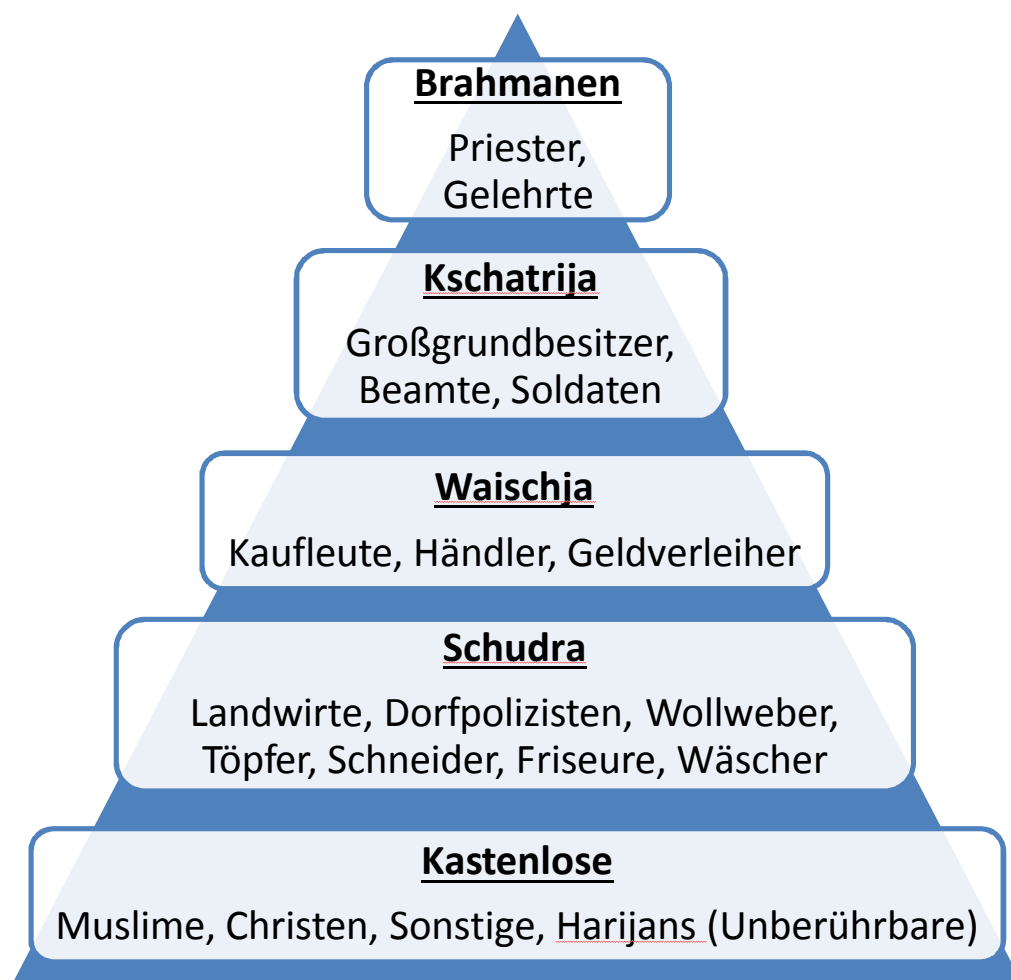 Brahmanen
Priester,
Gelehrte
Kschatrija
Großgrundbesitzer,
Beamte, Soldaten
Waischja
Kaufleute, Händler, Geldverleiher
Schudra
Landwirte, Dorfpolizisten, Wollweber,
Töpfer, Schneider, Friseure, Wäscher
Kastenlose
Muslime, Christen, Sonstige, Harijans (Unberührbare)